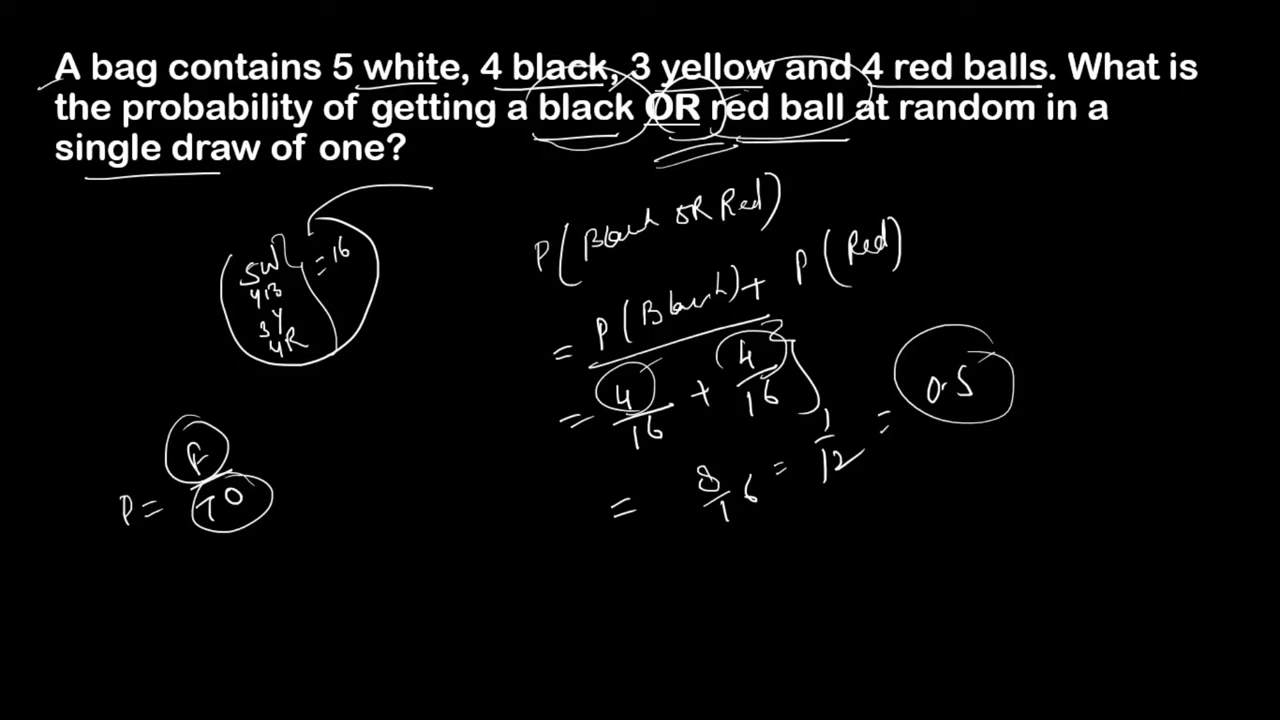 A bag contains 5 white, 4 black, 3 yellow and 4 red balls. What is
the probability of getting a black OR red ball at random in a
single draw of one?
P(Black OR Red)
5W = 16
4B
3Y
4R
= P(Black) + P(Red)
= 4/16 + 4/16
= 8/16 = 1/12 = 0.5
P = F/TO